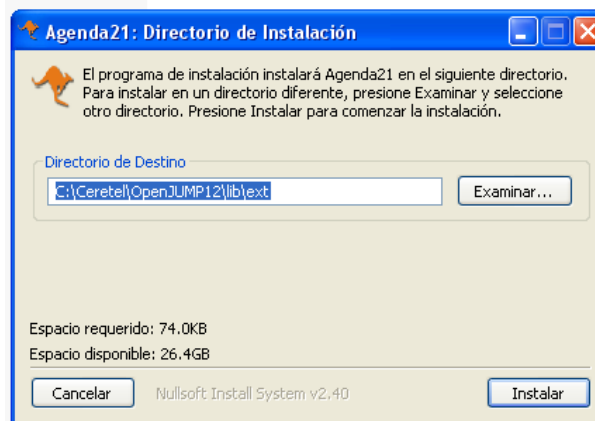 Agenda21: Directorio de Instalación
El programa de instalación instalará Agenda21 en el siguiente directorio.
Para instalar en un directorio diferente, presione Examinar y seleccione
otro directorio. Presione Instalar para comenzar la instalación.
Directorio de Destino
C:\Ceretel\OpenJUMP12\lib\ext
Examinar...
Espacio requerido: 74.0KB
Espacio disponible: 26.4GB
Cancelar
Nullsoft Install System v2.40
Instalar